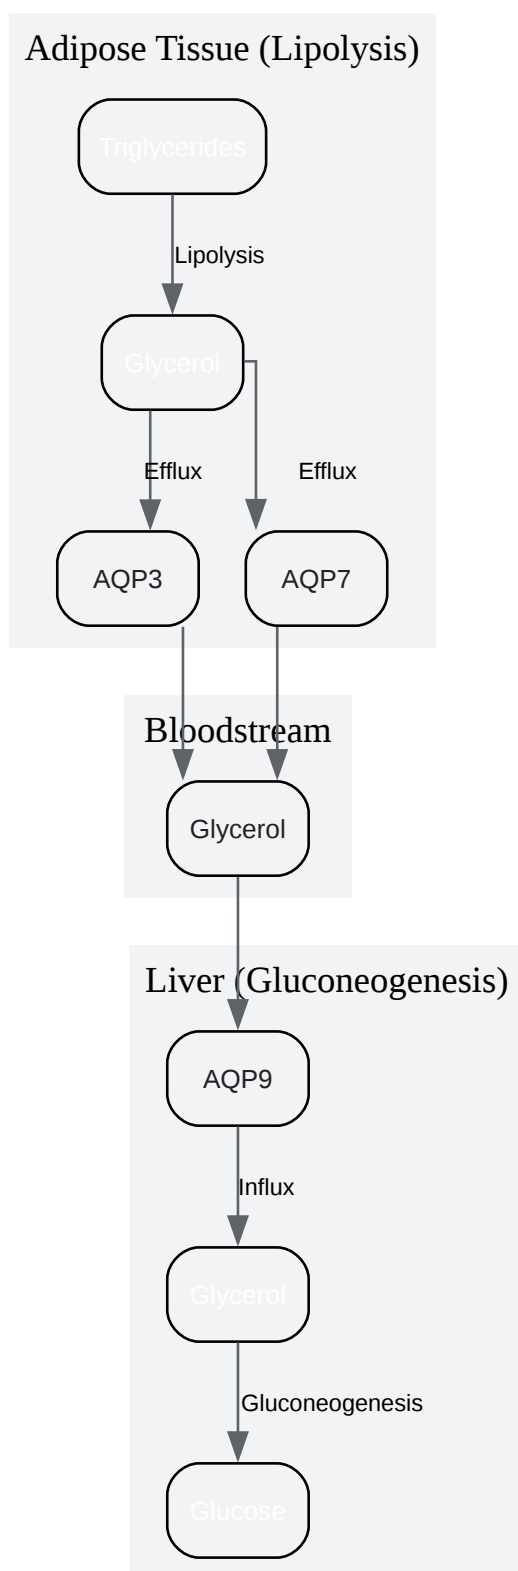 Adipose Tissue (Lipolysis)
Triglycerides
Lipolysis
Glycerol
Efflux
Efflux
AQP3
AQP7
Bloodstream
Glycerol
Liver (Gluconeogenesis)
AQP9
Influx
Glycerol
Gluconeogenesis
Glucose